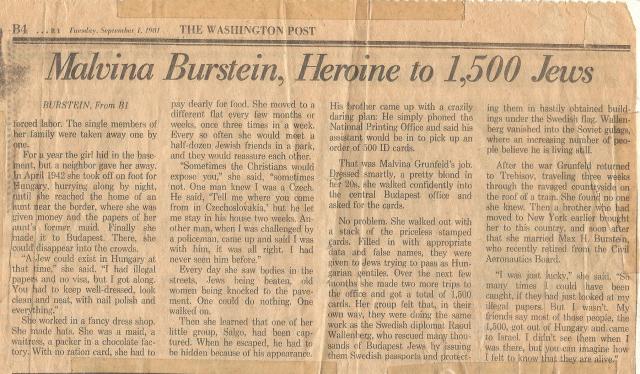 B4 ...R1 Tuesday, September 1, 1981 THE WASHINGTON POST
Malvina Burstein, Heroine to 1,500 Jews
BURSTEIN, From B1
forced labor. The single members of
her family were taken away one by
one.
For a year the girl hid in the base-
ment, but a neighbor gave her away.
In April 1942 she took off on foot for
Hungary, hurrying along by night,
until she reached the home of an
aunt near the border, where she was
given money and the papers of her
aunt's former maid. Finally she
made it to Budapest. There, she
could disappear into the crowds.
"A Jew could exist in Hungary at
that time," she said. "I had illegal
papers and no visa, but I got along.
You had to keep well-dressed, look
clean and neat, with nail polish and
everything."
She worked in a fancy dress shop.
She made hats. She was a maid, a
waitress, a packer in a chocolate fac-
tory. With no ration card, she had to
pay dearly for food. She moved to a
different flat every few months or
weeks, once three times in a week.
Every so often she would meet a
half-dozen Jewish friends in a park,
and they would reassure each other.
"Sometimes the Christians would
expose you," she said, "sometimes
not. One man knew I was a Czech.
He said, 'Tell me where you come
from in Czechoslovakia,' but he let
me stay in his house two weeks. An-
other man, when I was challenged by
a policeman, came up and said I was
with him, it was all right. I had
never seen him before."
Every day she saw bodies in the
streets, Jews being beaten, old
women being knocked to the pave-
ment. One could do nothing. One
walked on.
Then she learned that one of her
little group, Salgo, had been cap-
tured. When he escaped, he had to
be hidden because of his appearance.
His brother came up with a crazily
daring plan: He simply phoned the
National Printing Office and said his
assistant would be in to pick up an
order of 500 ID cards.
That was Malvina Grunfeld's job.
Dressed smartly, a pretty blond in
her 20s, she walked confidently into
the central Budapest office and
asked for the cards.
No problem. She walked out with
a stack of the priceless stamped
cards. Filled in with appropriate
data and false names, they were
given to Jews trying to pass as Hun-
garian gentiles. Over the next few
months she made two more trips to
the office and got a total of 1,500
cards. Her group felt that, in their
own way, they were doing the same
work as the Swedish diplomat Raoul
Wallenberg, who rescued many thou-
sands of Budapest Jews by issuing
them Swedish passports and protect-
ing them in hastily obtained build-
ings under the Swedish flag. Wallen-
berg vanished into the Soviet gulags,
where an increasing number of peo-
ple believe he is still alive.
After the war Grunfeld returned
to Trebisov, traveling three weeks
through the ravaged countryside on
the roof of a train. She found no one
she knew. Then a brother who had
moved to New York earlier brought
her to this country, and soon after
that she married Max H. Burstein,
who recently retired from the Civil
Aeronautics Board.
"I was just lucky," she said. "So
many times I could have been
caught, if they had just looked at my
illegal papers. But I wasn't. My
friends say most of those people, the
1,500, got out of Hungary and came
to Israel. I didn't see them when I
was there, but you can imagine how
I felt to know that they are alive."